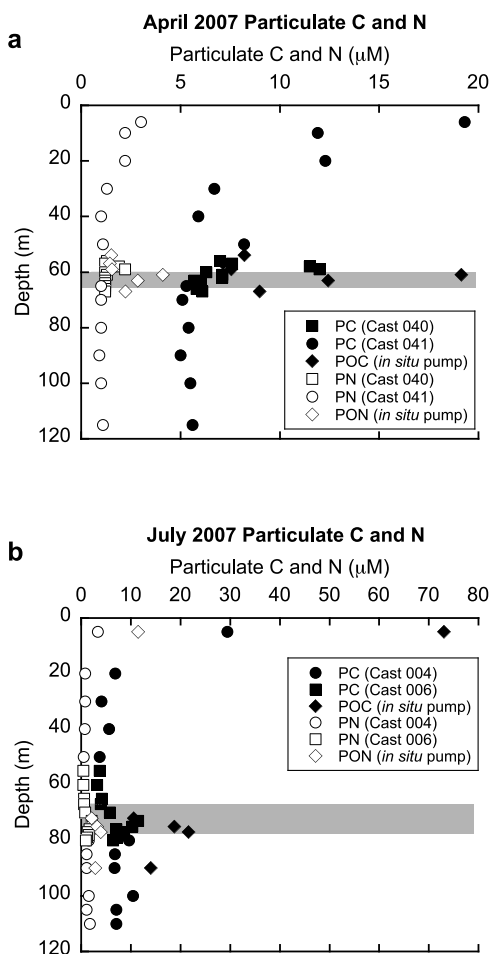 a
April 2007 Particulate C and N
Particulate C and N (μM)
0 5 10 15 20
0
20
40
60
80
100
120
Depth (m)
PC (Cast 040)
PC (Cast 041)
POC (in situ pump)
PN (Cast 040)
PN (Cast 041)
PON (in situ pump)
b
July 2007 Particulate C and N
Particulate C and N (μM)
0 10 20 30 40 50 60 70 80
0
20
40
60
80
100
120
Depth (m)
PC (Cast 004)
PC (Cast 006)
POC (in situ pump)
PN (Cast 004)
PN (Cast 006)
PON (in situ pump)